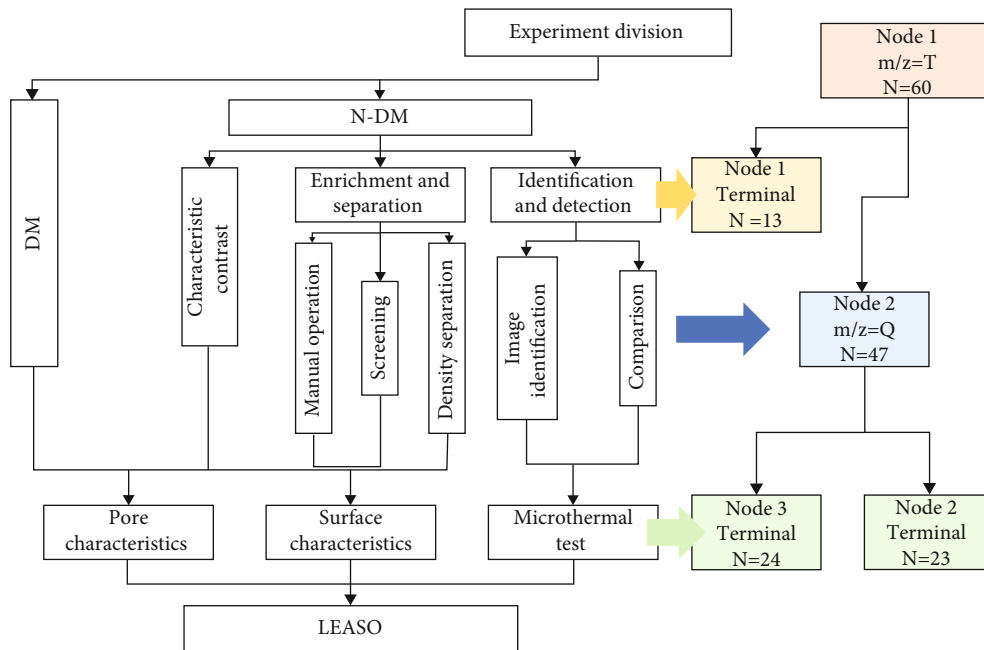 Experiment division
Node 1
m/z=T
N=60
DM
N-DM
Characteristic
contrast
Enrichment and
separation
Identification
and detection
Node 1
Terminal
N =13
Manual operation
Screening
Density separation
Image
identification
Comparison
Node 2
m/z=Q
N=47
Pore
characteristics
Surface
characteristics
Microthermal
test
Node 3
Terminal
N=24
Node 2
Terminal
N=23
LEASO